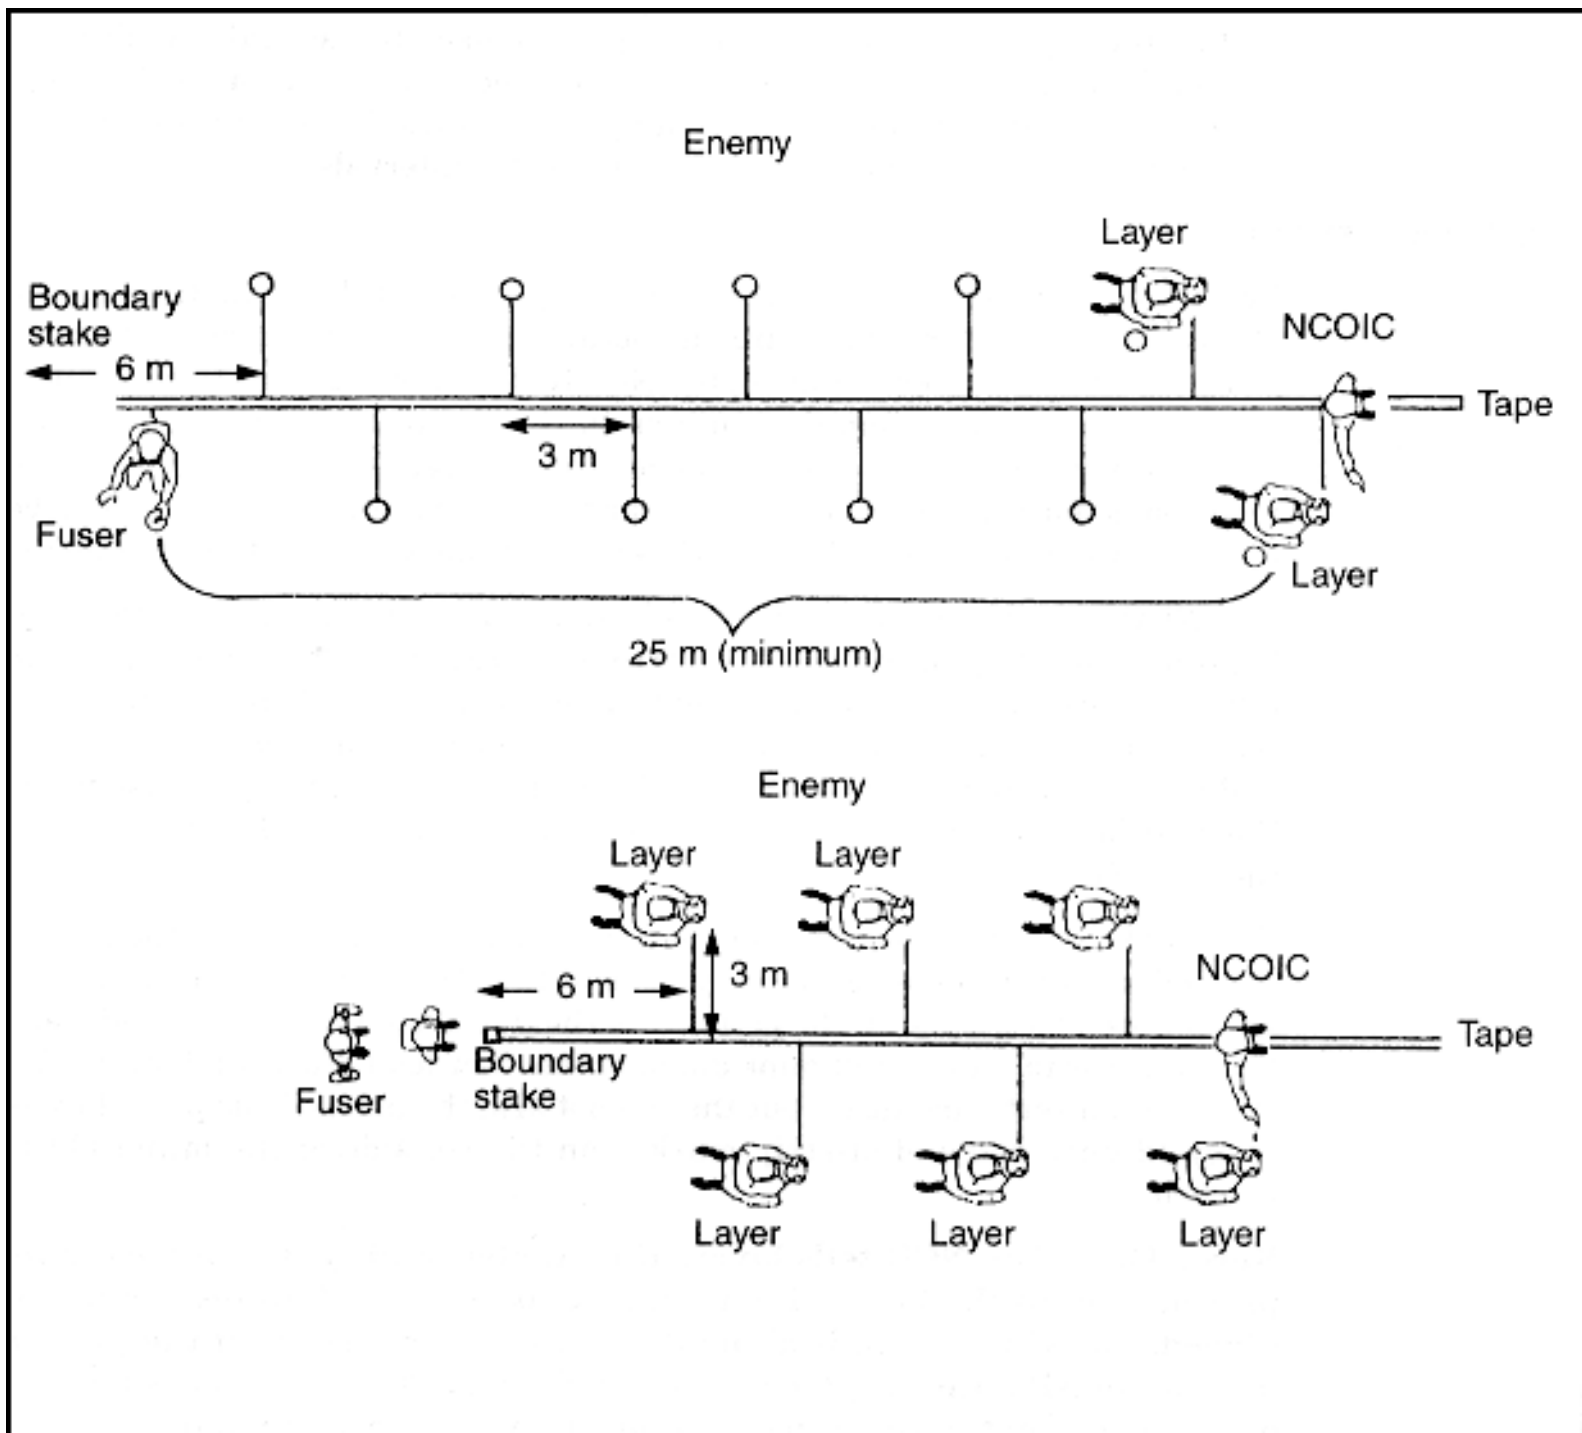 Enemy
Layer
Boundary
stake
NCOIC
6 m
Tape
3 m
Fuser
Layer
25 m (minimum)
Enemy
Layer
Layer
3 m
NCOIC
6 m
Tape
Boundary
stake
Fuser
Layer
Layer
Layer